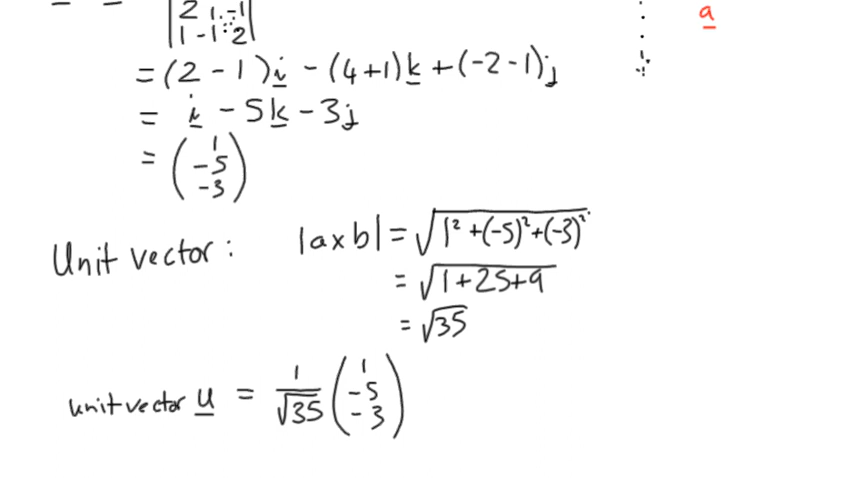 a
|2 1 -1|
|1 -1 2|
= (2 - 1)i - (4+1)k + (-2-1)j
= i - 5k - 3j
= (1 -5 -3)
Unit vector: |a x b| = √1² + (-5)² + (-3)²
= √1+25+9
= √35
unit vector u = 1/√35 (1 -5 -3)